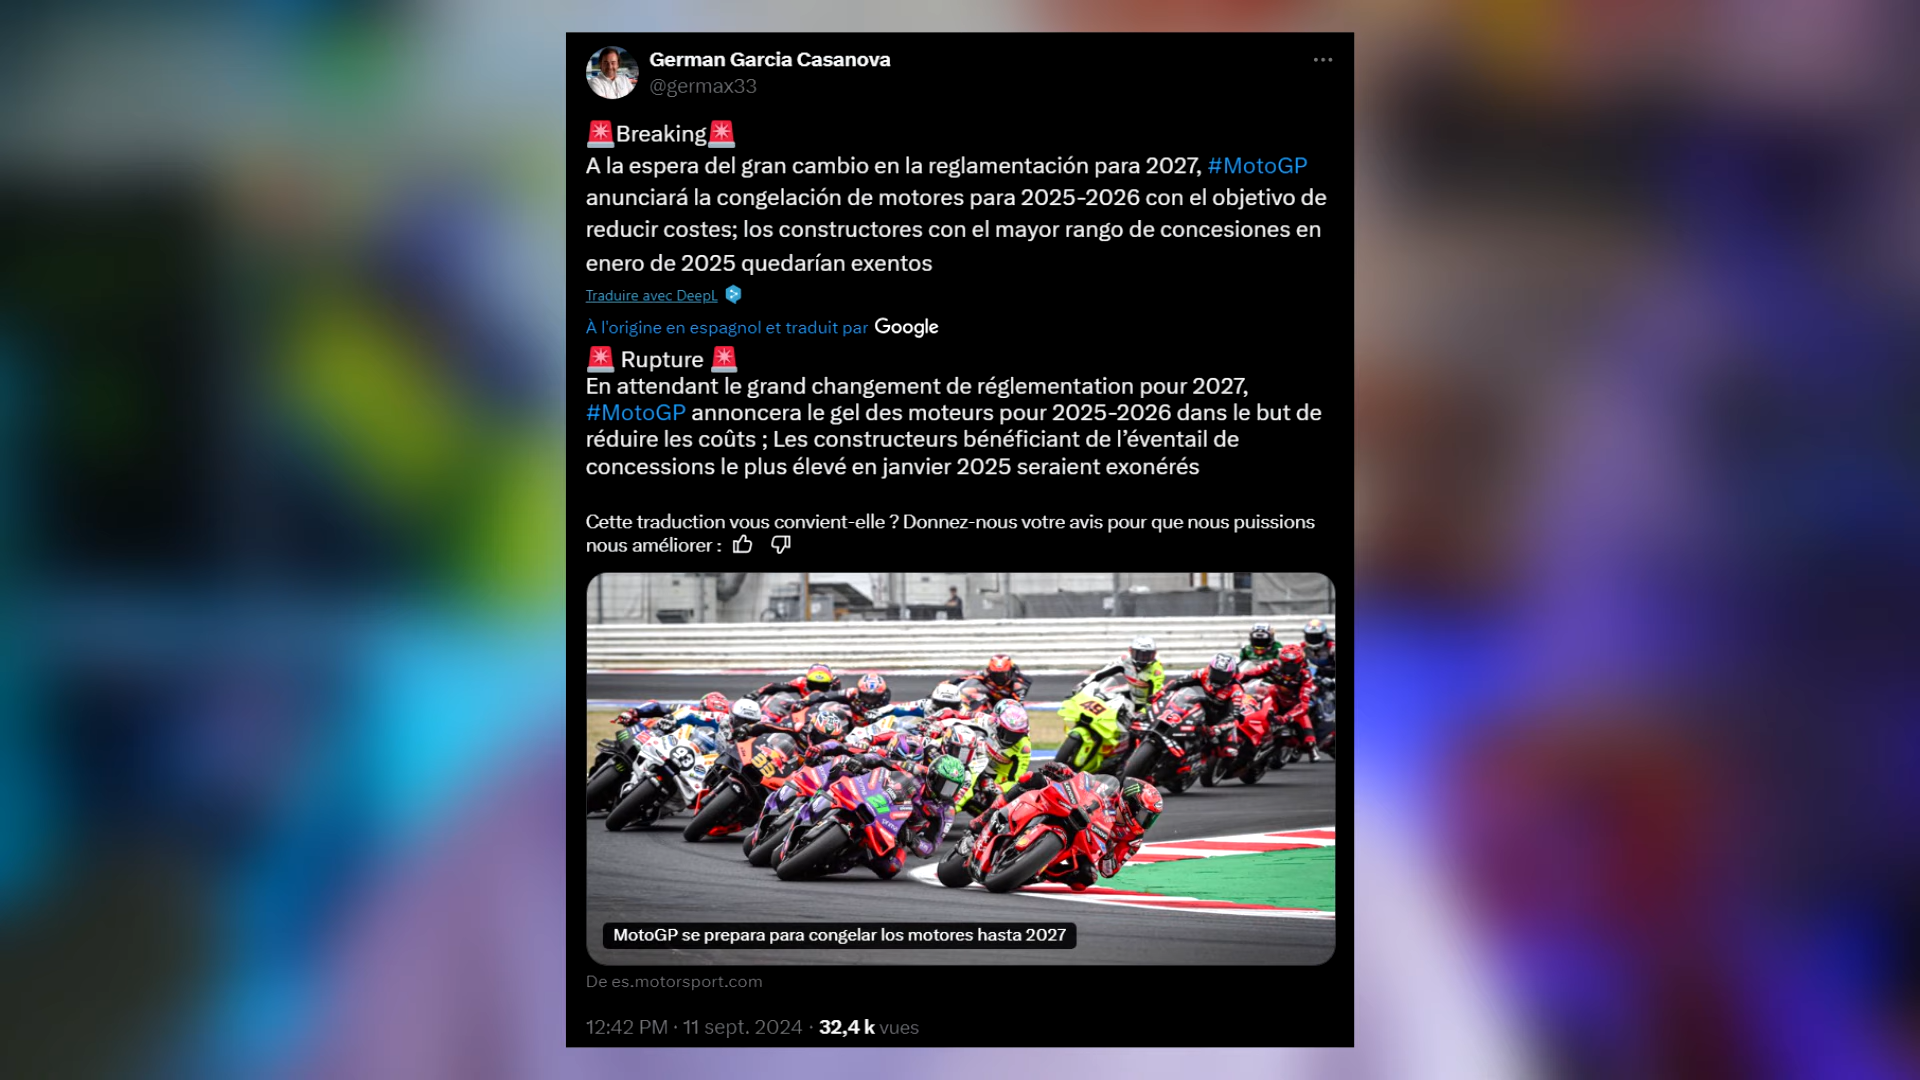 German Garcia Casanova
@germax33
🚨Breaking🚨
A la espera del gran cambio en la reglamentación para 2027, #MotoGP
anunciará la congelación de motores para 2025-2026 con el objetivo de
reducir costes; los constructores con el mayor rango de concesiones en
enero de 2025 quedarían exentos
Traduire avec DeepL
À l'origine en espagnol et traduit par Google
🚨 Rupture 🚨
En attendant le grand changement de réglementation pour 2027,
#MotoGP annoncera le gel des moteurs pour 2025-2026 dans le but de
réduire les coûts ; Les constructeurs bénéficiant de l’éventail de
concessions le plus élevé en janvier 2025 seraient exonérés
Cette traduction vous convient-elle ? Donnez-nous votre avis pour que nous puissions
nous améliorer :
49
93
88
21
1
MotoGP se prepara para congelar los motores hasta 2027
De es.motorsport.com
12:42 PM · 11 sept. 2024 · 32,4 k vues